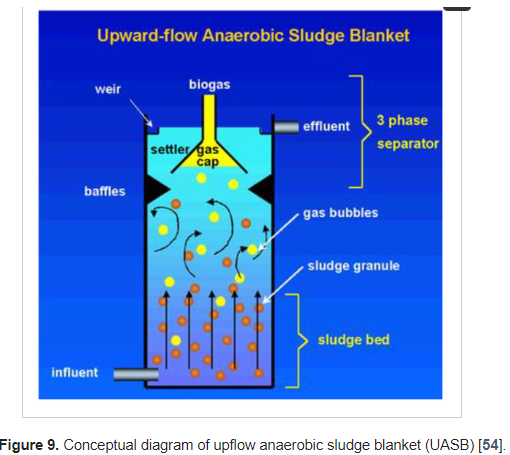 Upward-flow Anaerobic Sludge Blanket
biogas
weir
effluent
3 phase
separator
settler
gas
cap
baffles
gas bubbles
sludge granule
sludge bed
influent
Figure 9. Conceptual diagram of upflow anaerobic sludge blanket (UASB) [54].